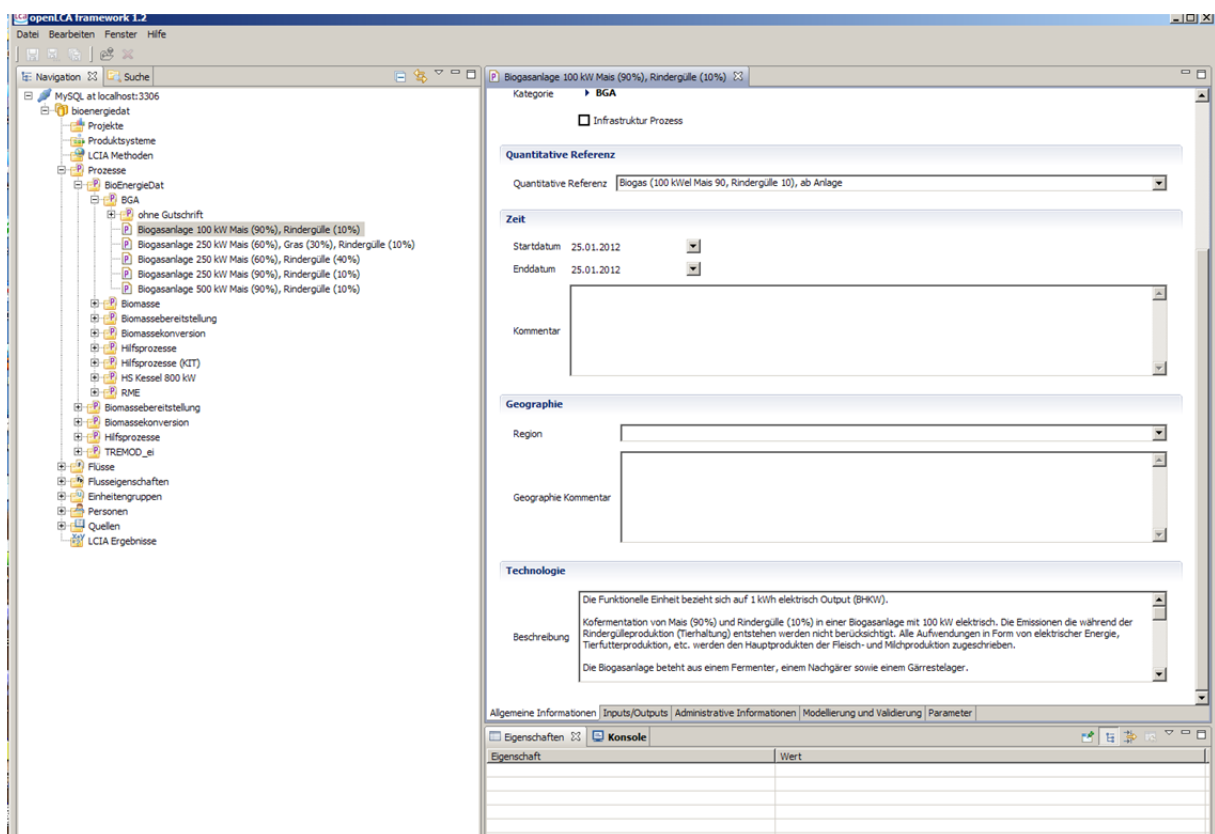 openLCA framework 1.2
Datei Bearbeiten Fenster Hilfe
Navigation Suche
MySQL at localhost:3306
bioenergiedat
Projekte
Produktsysteme
LCIA Methoden
Prozesse
BioEnergieDat
BGA
ohne Gutschrift
Biogasanlage 100 kW Mais (90%), Rindergülle (10%)
Biogasanlage 250 kW Mais (60%), Gras (30%), Rindergülle (10%)
Biogasanlage 250 kW Mais (60%), Rindergülle (40%)
Biogasanlage 250 kW Mais (90%), Rindergülle (10%)
Biogasanlage 500 kW Mais (90%), Rindergülle (10%)
Biomasse
Biomassebereitstellung
Biomassekonversion
Hilfsprozesse
Hilfsprozesse (KIT)
HS Kessel 800 kW
RME
Biomassebereitstellung
Biomassekonversion
Hilfsprozesse
TREMOD_ei
Flüsse
Flusseigenschaften
Einheitengruppen
Personen
Quellen
LCIA Ergebnisse
Biogasanlage 100 kW Mais (90%), Rindergülle (10%)
Kategorie BGA
Infrastruktur Prozess
Quantitative Referenz
Quantitative Referenz Biogas (100 kWel Mais 90, Rindergülle 10), ab Anlage
Zeit
Startdatum 25.01.2012
Enddatum 25.01.2012
Kommentar
Geographie
Region
Geographie Kommentar
Technologie
Beschreibung
Die Funktionelle Einheit bezieht sich auf 1 kWh elektrisch Output (BHKW).
Kofermentation von Mais (90%) und Rindergülle (10%) in einer Biogasanlage mit 100 kW elektrisch. Die Emissionen die während der
Rindergülleproduktion (Tierhaltung) entstehen werden nicht berücksichtigt. Alle Aufwendungen in Form von elektrischer Energie,
Tierfutterproduktion, etc. werden den Hauptprodukten der Fleisch- und Milchproduktion zugeschrieben.
Die Biogasanlage beteht aus einem Fermenter, einem Nachgärer sowie einem Gärrestelager.
Allgemeine Informationen Inputs/Outputs Administrative Informationen Modellierung und Validierung Parameter
Eigenschaften Konsole
Eigenschaft Wert